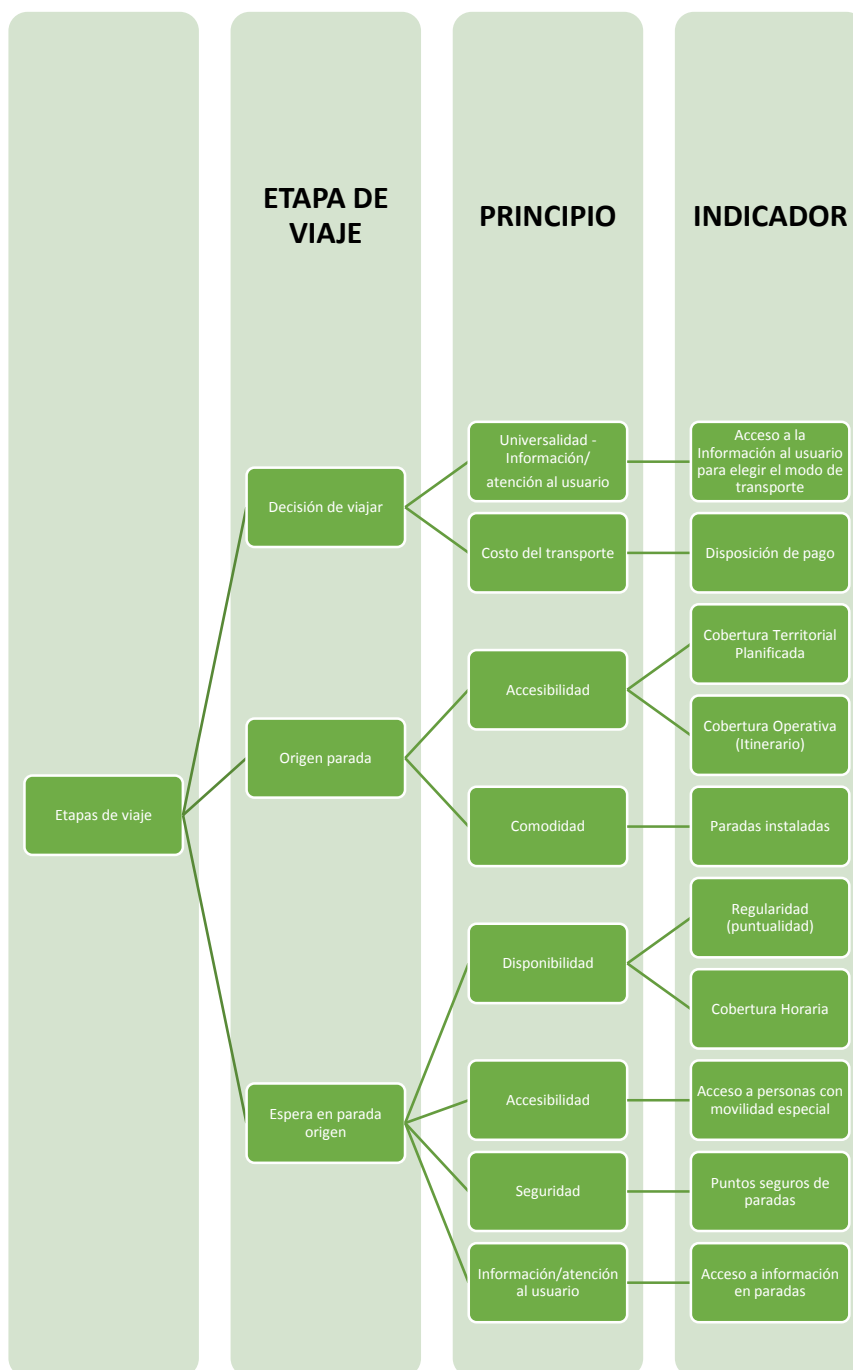 ETAPA DE
VIAJE
PRINCIPIO
INDICADOR
Etapas de viaje
Decisión de viajar
Universalidad -
Información/
atención al usuario
Acceso a la
Información al usuario
para elegir el modo de
transporte
Costo del transporte
Disposición de pago
Origen parada
Accesibilidad
Cobertura Territorial
Planificada
Cobertura Operativa
(Itinerario)
Comodidad
Paradas instaladas
Espera en parada
origen
Disponibilidad
Regularidad
(puntualidad)
Cobertura Horaria
Accesibilidad
Acceso a personas con
movilidad especial
Seguridad
Puntos seguros de
paradas
Información/atención
al usuario
Acceso a información
en paradas